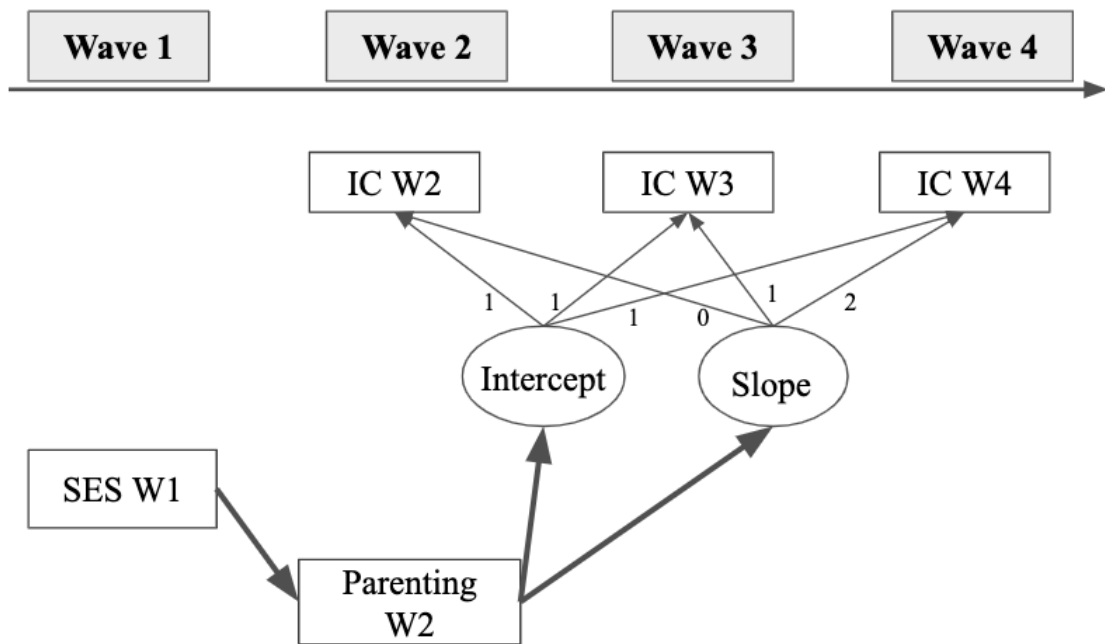 Wave 1
Wave 2
Wave 3
Wave 4
IC W2
IC W3
IC W4
1
1
1
0
1
2
Intercept
Slope
SES W1
Parenting
W2